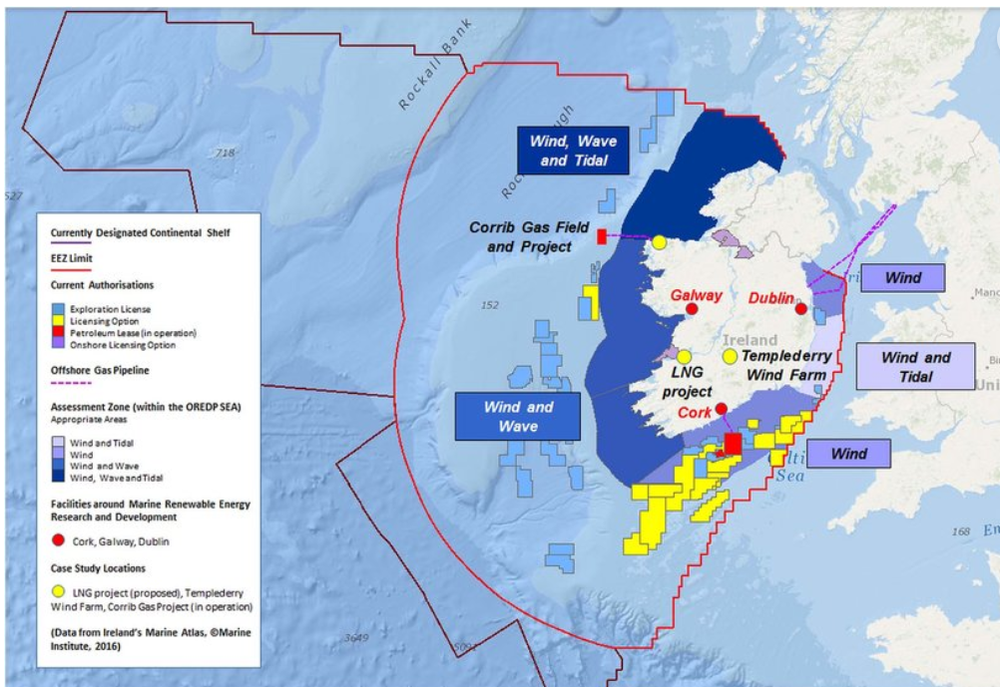 Rockall Bank
718
527
Wind, Wave
and Tidal
Corrib Gas Field
and Project
152
Wind
Galway
Dublin
Ireland
Templederry
Wind Farm
LNG
project
Cork
Wind and
Tidal
Wind and
Wave
Wind
Sea
168
3649
5091
Currently Designated Continental Shelf
EEZ Limit
Current Authorisations
Exploration License
Licensing Option
Petroleum Lease(in operation)
Onshore Licensing Option
Offshore Gas Pipeline
Assessment Zone (within the OREDP SEA)
Appropriate Areas
Wind and Tidal
Wind
Wind and Wave
Wind, Wave and Tidal
Facilities around Marine Renewable Energy
Research and Development
Cork, Galway, Dublin
Case Study Locations
LNG project (proposed), Templederry
Wind Farm, Corrib Gas Project (in operation)
(Data from Ireland's Marine Atlas, ©Marine
Institute, 2016)